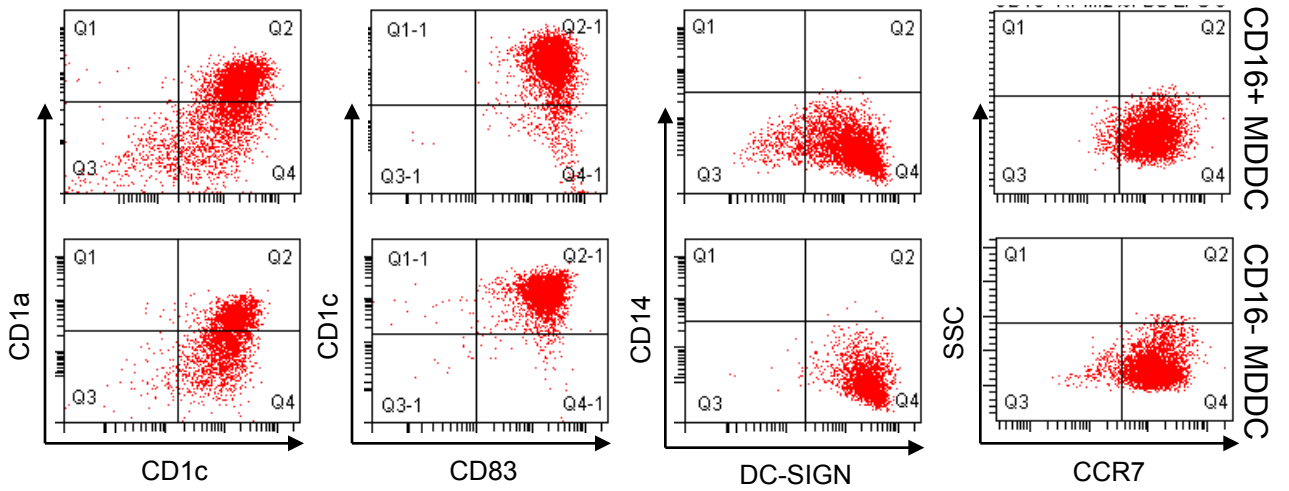 Q1 Q2
Q3 Q4
Q1-1 Q2-1
Q3-1 Q4-1
Q1 Q2
Q3 Q4
Q1 Q2
Q3 Q4
CD16+ MDDC
Q1 Q2
Q3 Q4
Q1-1 Q2-1
Q3-1 Q4-1
Q1 Q2
Q3 Q4
Q1 Q2
Q3 Q4
CD16- MDDC
CD1a
CD1c
CD14
SSC
CD1c
CD83
DC-SIGN
CCR7